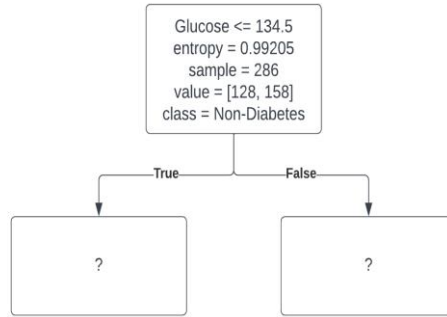 Glucose <= 134.5
entropy = 0.99205
sample = 286
value = [128, 158]
class = Non-Diabetes
True
False
?
?